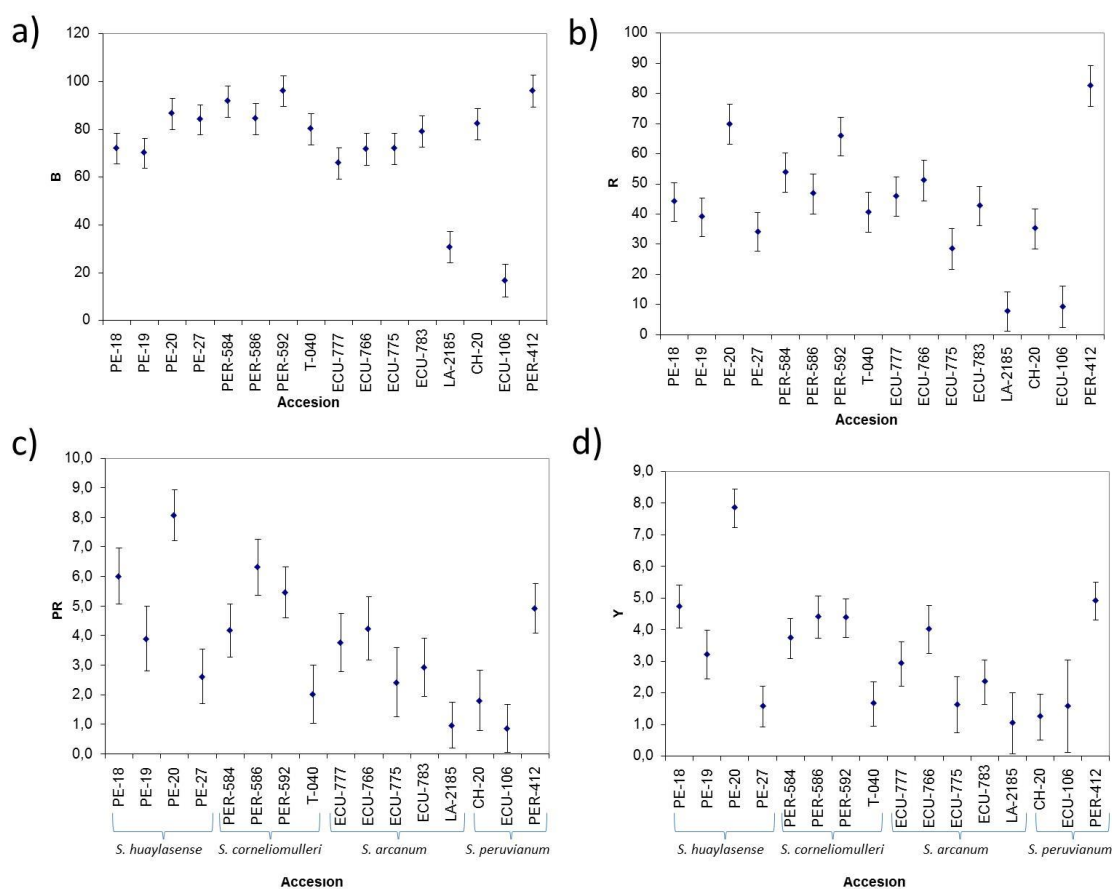 a)
120
100
80
60
40
20
0
B
PE-18 PE-19 PE-20 PE-27 PER-584 PER-586 PER-592 T-040 ECU-777 ECU-766 ECU-775 ECU-783 LA-2185 CH-20 ECU-106 PER-412
Accesion
b)
100
90
80
70
60
50
40
30
20
10
0
R
PE-18 PE-19 PE-20 PE-27 PER-584 PER-586 PER-592 T-040 ECU-777 ECU-766 ECU-775 ECU-783 LA-2185 CH-20 ECU-106 PER-412
Accesion
c)
10,0
9,0
8,0
7,0
6,0
5,0
4,0
3,0
2,0
1,0
0,0
PR
PE-18 PE-19 PE-20 PE-27 PER-584 PER-586 PER-592 T-040 ECU-777 ECU-766 ECU-775 ECU-783 LA-2185 CH-20 ECU-106 PER-412
S. huaylasense S. corneliomulleri S. arcanum S. peruvianum
Accesion
d)
9,0
8,0
7,0
6,0
5,0
4,0
3,0
2,0
1,0
0,0
Y
PE-18 PE-19 PE-20 PE-27 PER-584 PER-586 PER-592 T-040 ECU-777 ECU-766 ECU-775 ECU-783 LA-2185 CH-20 ECU-106 PER-412
S. huaylasense S. corneliomulleri S. arcanum S. peruvianum
Accesion